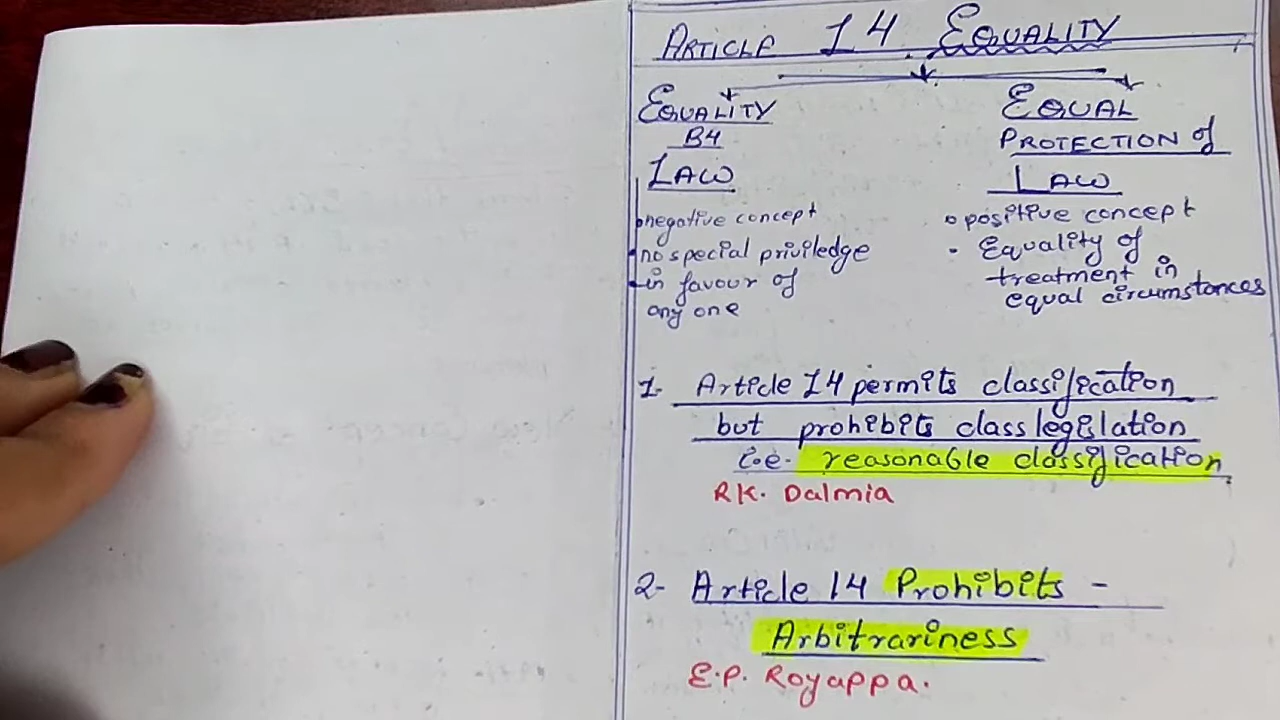 ARTICLE 14 EQUALITY
EQUALITY
B4
LAW
negative concept
no special priviledge
in favour of
any one
EQUAL
PROTECTION of
LAW
positive concept
Equality of
treatment in
equal circumstances
1- Article 14 permits classification
but prohibits class legislation
i.e. reasonable classification
RK. Dalmia
2- Article 14 Prohibits -
Arbitrariness
E.P. Royappa.